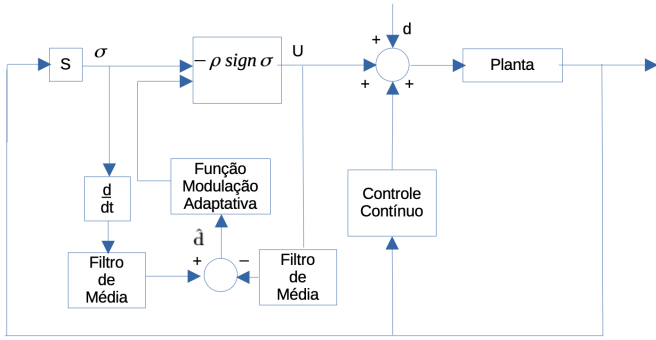 d
+
S
σ
− ρ sign σ
U
+
+
Planta
Função
Modulação
Adaptativa
d
dt
Controle
Contínuo
d̂
Filtro
de
Média
+
−
Filtro
de
Média